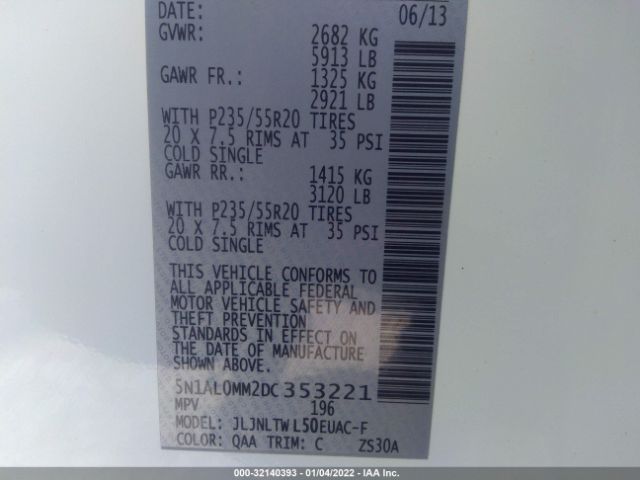 DATE: 06/13
GVWR: 2682 KG
5913 LB
GAWR FR.: 1325 KG
2921 LB
WITH P235/55R20 TIRES
20 X 7.5 RIMS AT 35 PSI
COLD SINGLE
GAWR RR.: 1415 KG
3120 LB
WITH P235/55R20 TIRES
20 X 7.5 RIMS AT 35 PSI
COLD SINGLE
THIS VEHICLE CONFORMS TO
ALL APPLICABLE FEDERAL
MOTOR VEHICLE SAFETY AND
THEFT PREVENTION
STANDARDS IN EFFECT ON
THE DATE OF MANUFACTURE
SHOWN ABOVE.
5N1AL0MM2DC353221
MPV 196
MODEL: JLJNLTWL50EUAC-F
COLOR: QAA TRIM: C ZS30A
000-32140393 - 01/04/2022 - IAA Inc.